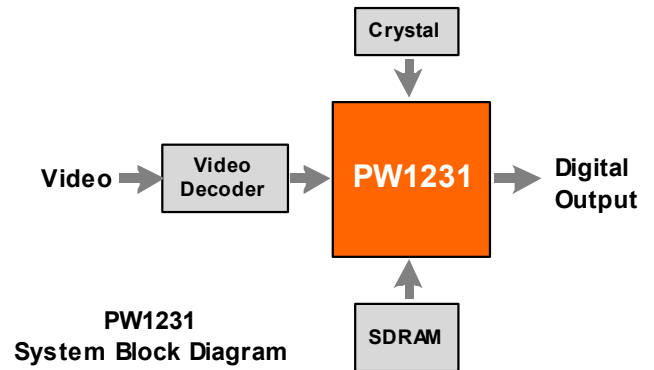 Crystal
Video
Video
Decoder
PW1231
Digital
Output
SDRAM
PW1231
System Block Diagram